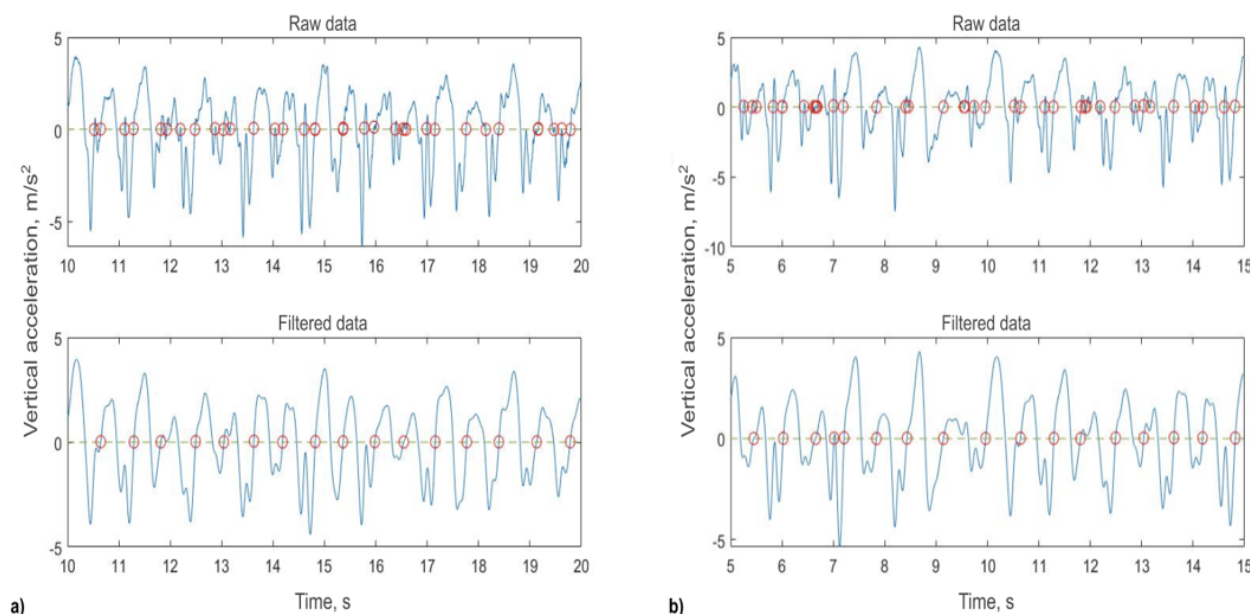 Raw data
5
0
-5
10 11 12 13 14 15 16 17 18 19 20
Filtered data
5
0
-5
10 11 12 13 14 15 16 17 18 19 20
Vertical acceleration, m/s²
Time, s
a)
Raw data
5
0
-5
-10
5 6 7 8 9 10 11 12 13 14 15
Filtered data
5
0
-5
5 6 7 8 9 10 11 12 13 14 15
Vertical acceleration, m/s²
Time, s
b)